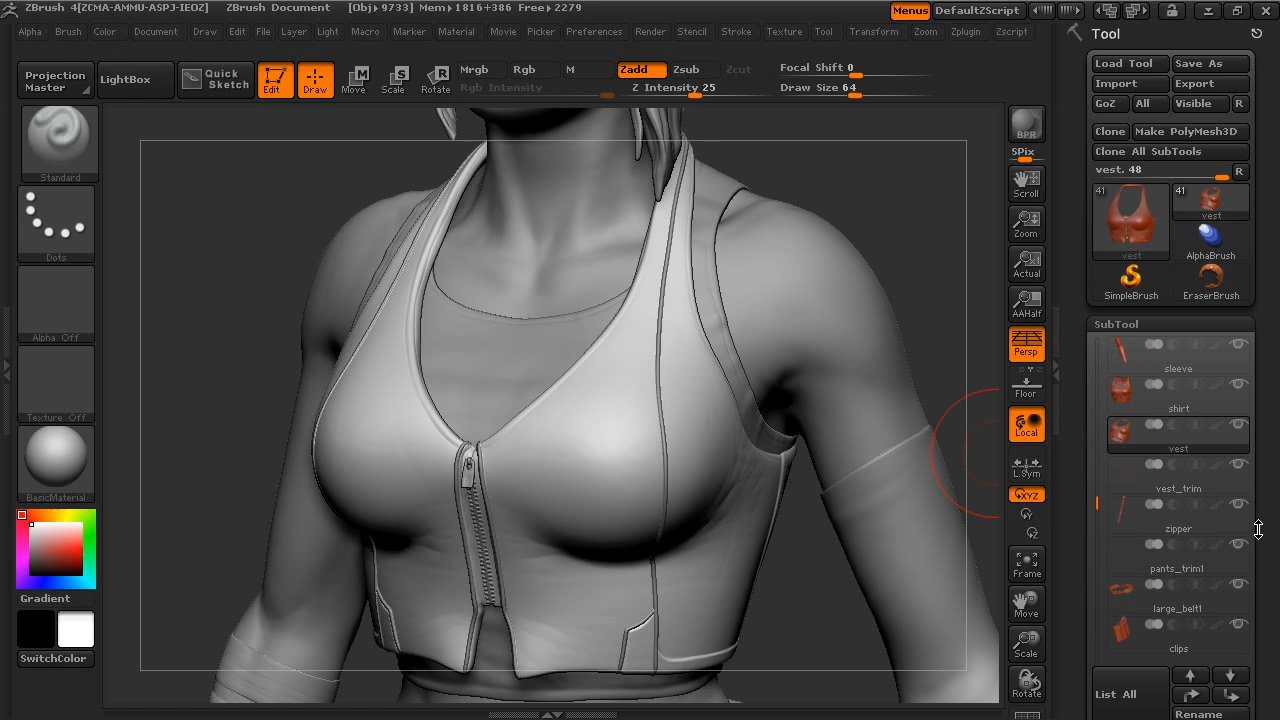 ZBrush 4[ZCMA-AMMU-ASPJ-IEOZ] ZBrush Document [Obj▸9733] Mem▸1816+386 Free▸2279 Menus DefaultZScript
Alpha Brush Color Document Draw Edit File Layer Light Macro Marker Material Movie Picker Preferences Render Stencil Stroke Texture Tool Transform Zoom Zplugin Zscript
Projection Master
LightBox
Quick Sketch
Edit
Draw
Move
Scale
Rotate
Mrgb Rgb M Zadd Zsub Zcut
Rgb Intensity Z Intensity 25
Focal Shift 0
Draw Size 64
Standard
Dots
Alpha Off
Texture Off
BasicMaterial
Gradient
SwitchColor
BPR
SPix
Scroll
Zoom
Actual
AAHalf
Persp
Floor
Local
L.Sym
XYZ
Y
Z
Frame
Move
Scale
Rotate
Tool
Load Tool Save As
Import Export
GoZ All Visible R
Clone Make PolyMesh3D
Clone All SubTools
vest. 48 R
41 41
vest
vest AlphaBrush
SimpleBrush EraserBrush
SubTool
sleeve
shirt
vest
vest_trim
zipper
pants_trim1
large_belt1
clips
List All
Rename